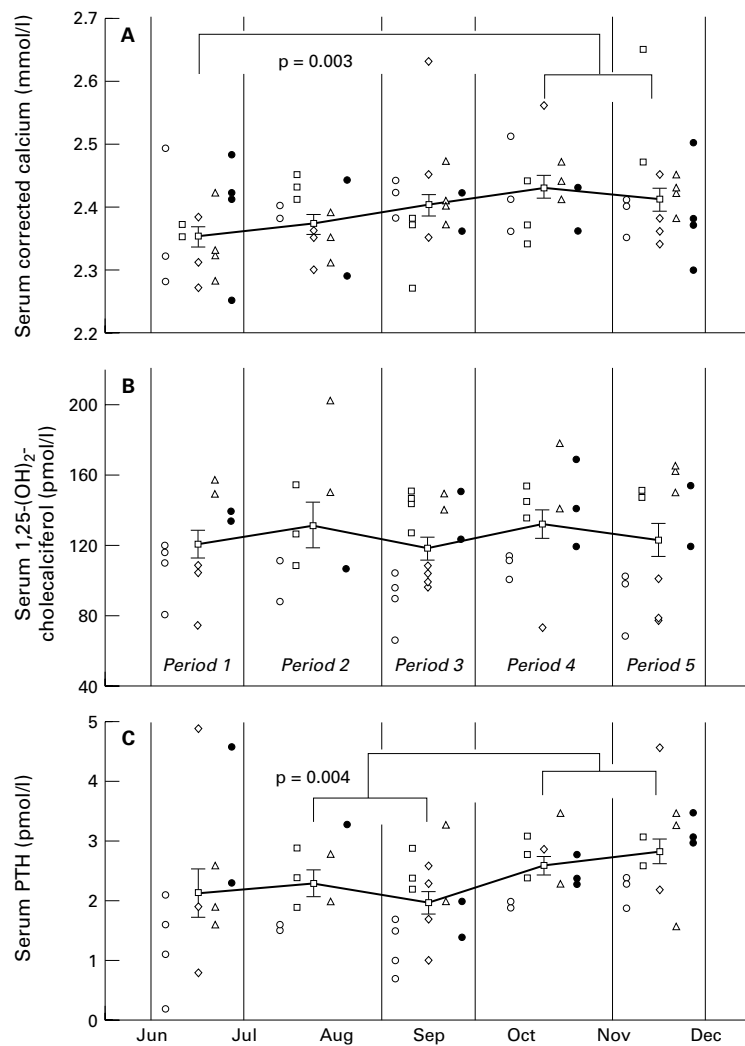 A
Serum corrected calcium (mmol/l)
2.7
2.6
2.5
2.4
2.3
2.2
p = 0.003
B
Serum 1,25-(OH)2-
cholecalciferol (pmol/l)
200
160
120
80
40
Period 1 Period 2 Period 3 Period 4 Period 5
C
Serum PTH (pmol/l)
5
4
3
2
1
0
p = 0.004
Jun Jul Aug Sep Oct Nov Dec